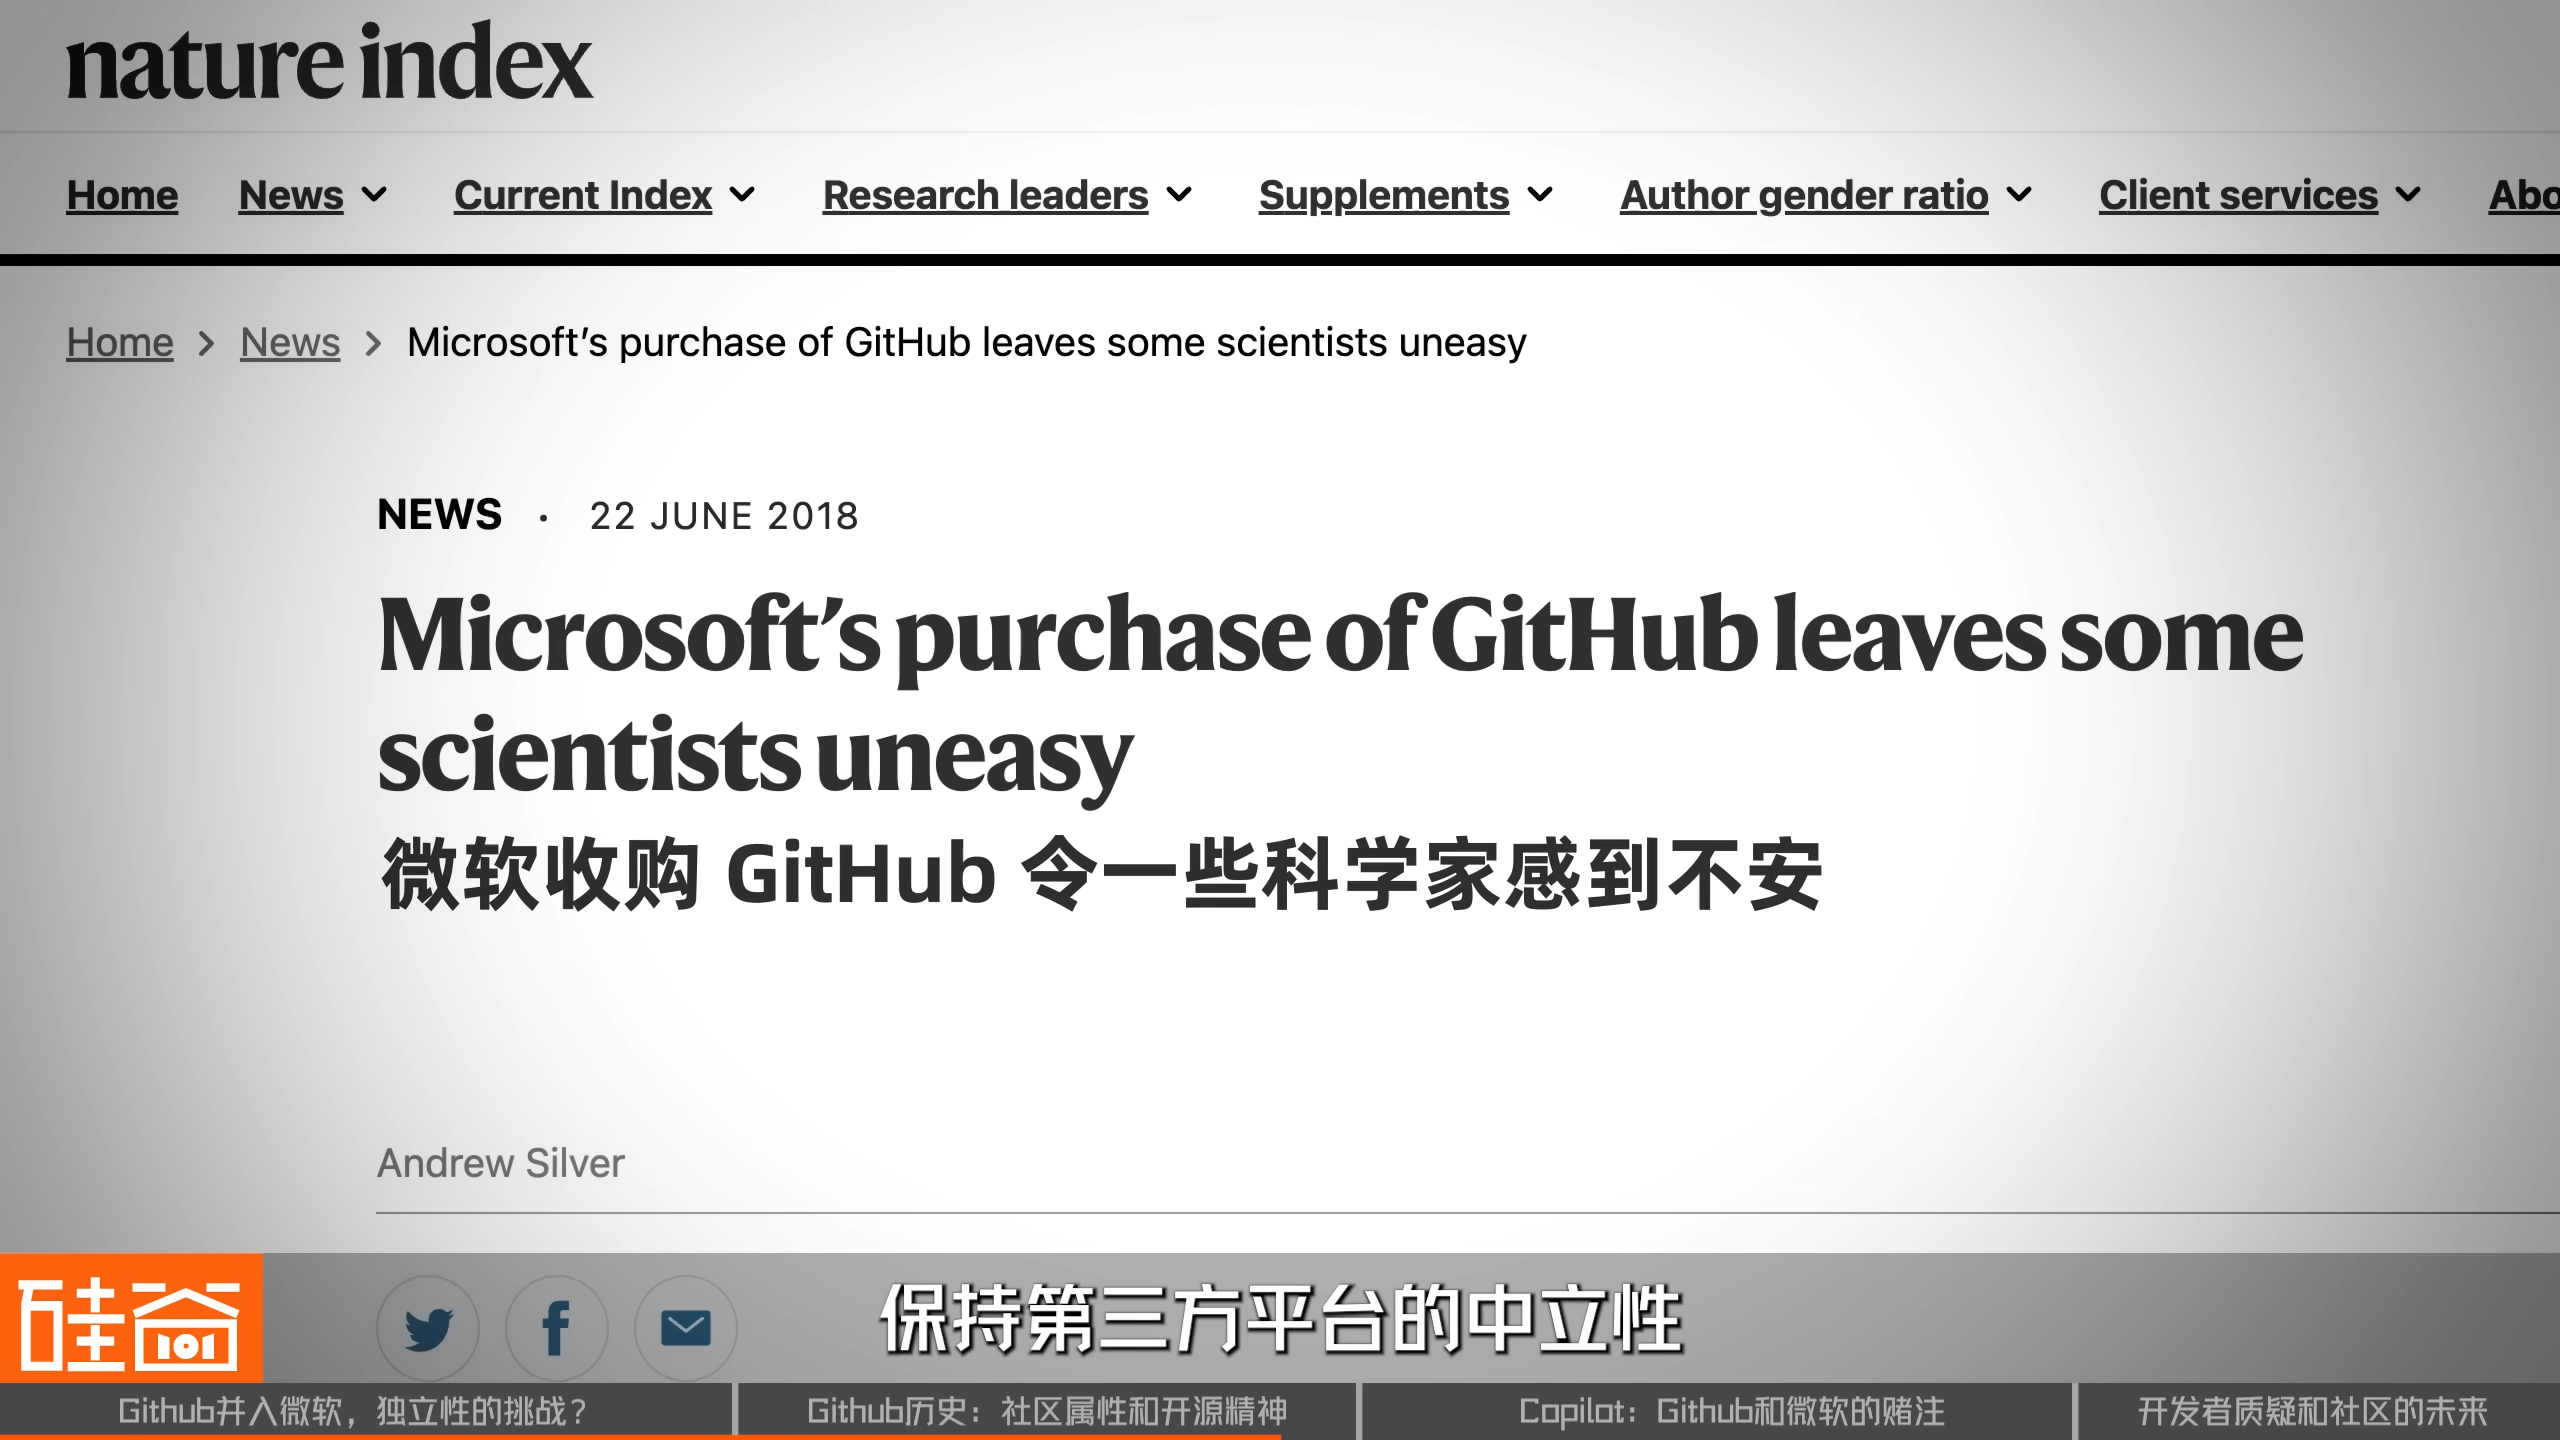 nature index
Home News Current Index Research leaders Supplements Author gender ratio Client services Abo
Home > News > Microsoft’s purchase of GitHub leaves some scientists uneasy
NEWS · 22 JUNE 2018
Microsoft’s purchase of GitHub leaves some
scientists uneasy
微软收购 GitHub 令一些科学家感到不安
Andrew Silver
硅谷
101
保持第三方平台的中立性
Github并入微软，独立性的挑战？
Github历史：社区属性和开源精神
Copilot：Github和微软的赌注
开发者质疑和社区的未来